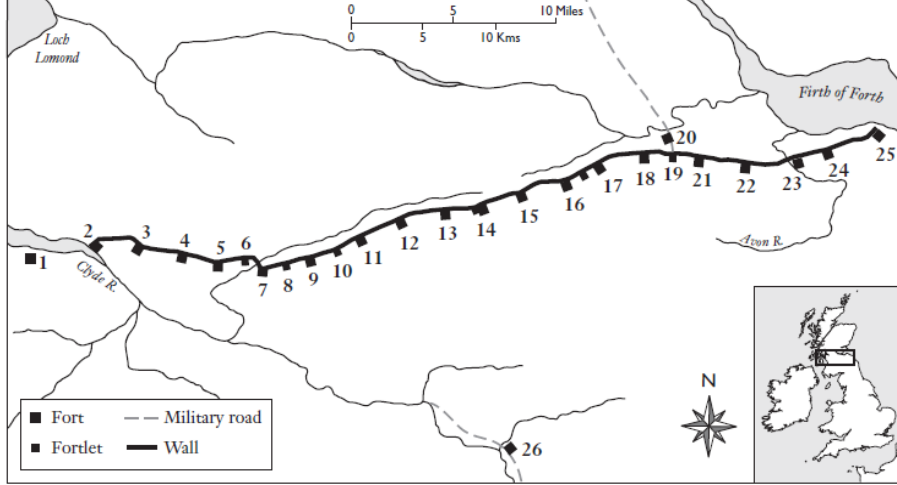 0 5 10 Miles
0 5 10 Kms
Loch
Lomond
Firth of Forth
20
25
24
23
22
21
19
18
17
16
15
14
13
12
11
10
9
8
7
6
5
4
3
2
1
Clyde R.
Avon R.
N
26
Fort
Military road
Fortlet
Wall